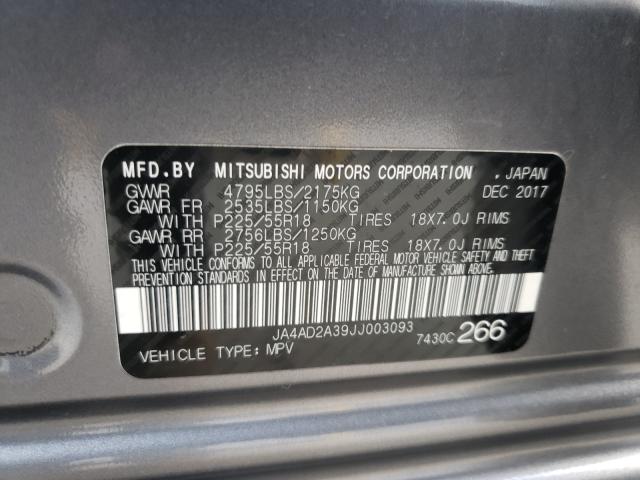 MFD.BY MITSUBISHI MOTORS CORPORATION . JAPAN
GVWR 4795LBS/2175KG DEC 2017
GAWR FR 2535LBS/1150KG
WITH P225/55R18 TIRES 18X7.0J RIMS
GAWR RR 2756LBS/1250KG
WITH P225/55R18 TIRES 18X7.0J RIMS
THIS VEHICLE CONFORMS TO ALL APPLICABLE FEDERAL MOTOR VEHICLE SAFETY AND THEFT
PREVENTION STANDARDS IN EFFECT ON THE DATE OF MANUFACTURE SHOWN ABOVE.
JA4AD2A39JJ003093
7430C 266
VEHICLE TYPE: MPV